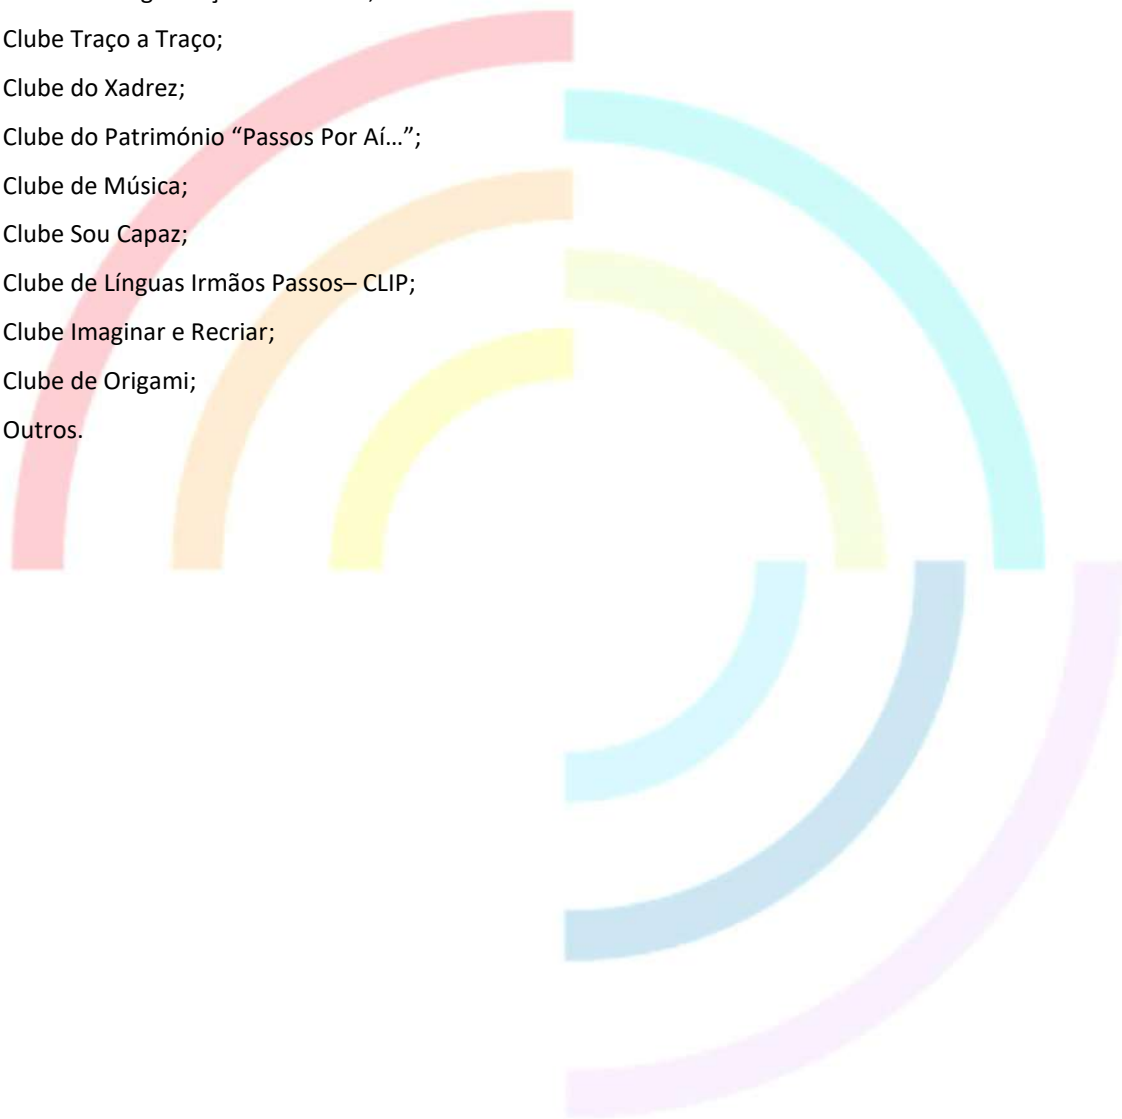 Clube Traço a Traço;
Clube do Xadrez;
Clube do Património “Passos Por Aí…”;
Clube de Música;
Clube Sou Capaz;
Clube de Línguas Irmãos Passos– CLIP;
Clube Imaginar e Recriar;
Clube de Origami;
Outros.